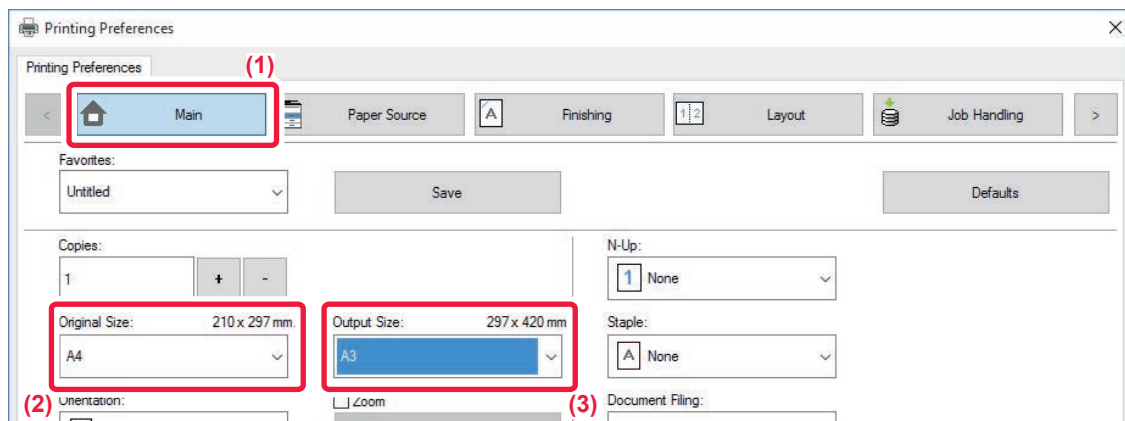 Printing Preferences
Printing Preferences
(1)
< Main Paper Source Finishing Layout Job Handling >
Favorites:
Untitled Save Defaults
Copies: N-Up:
1 + - 1 None
Original Size: 210 x 297 mm. Output Size: 297 x 420 mm Staple:
A4 A3 A None
(2) Orientation: Zoom (3) Document Filing: